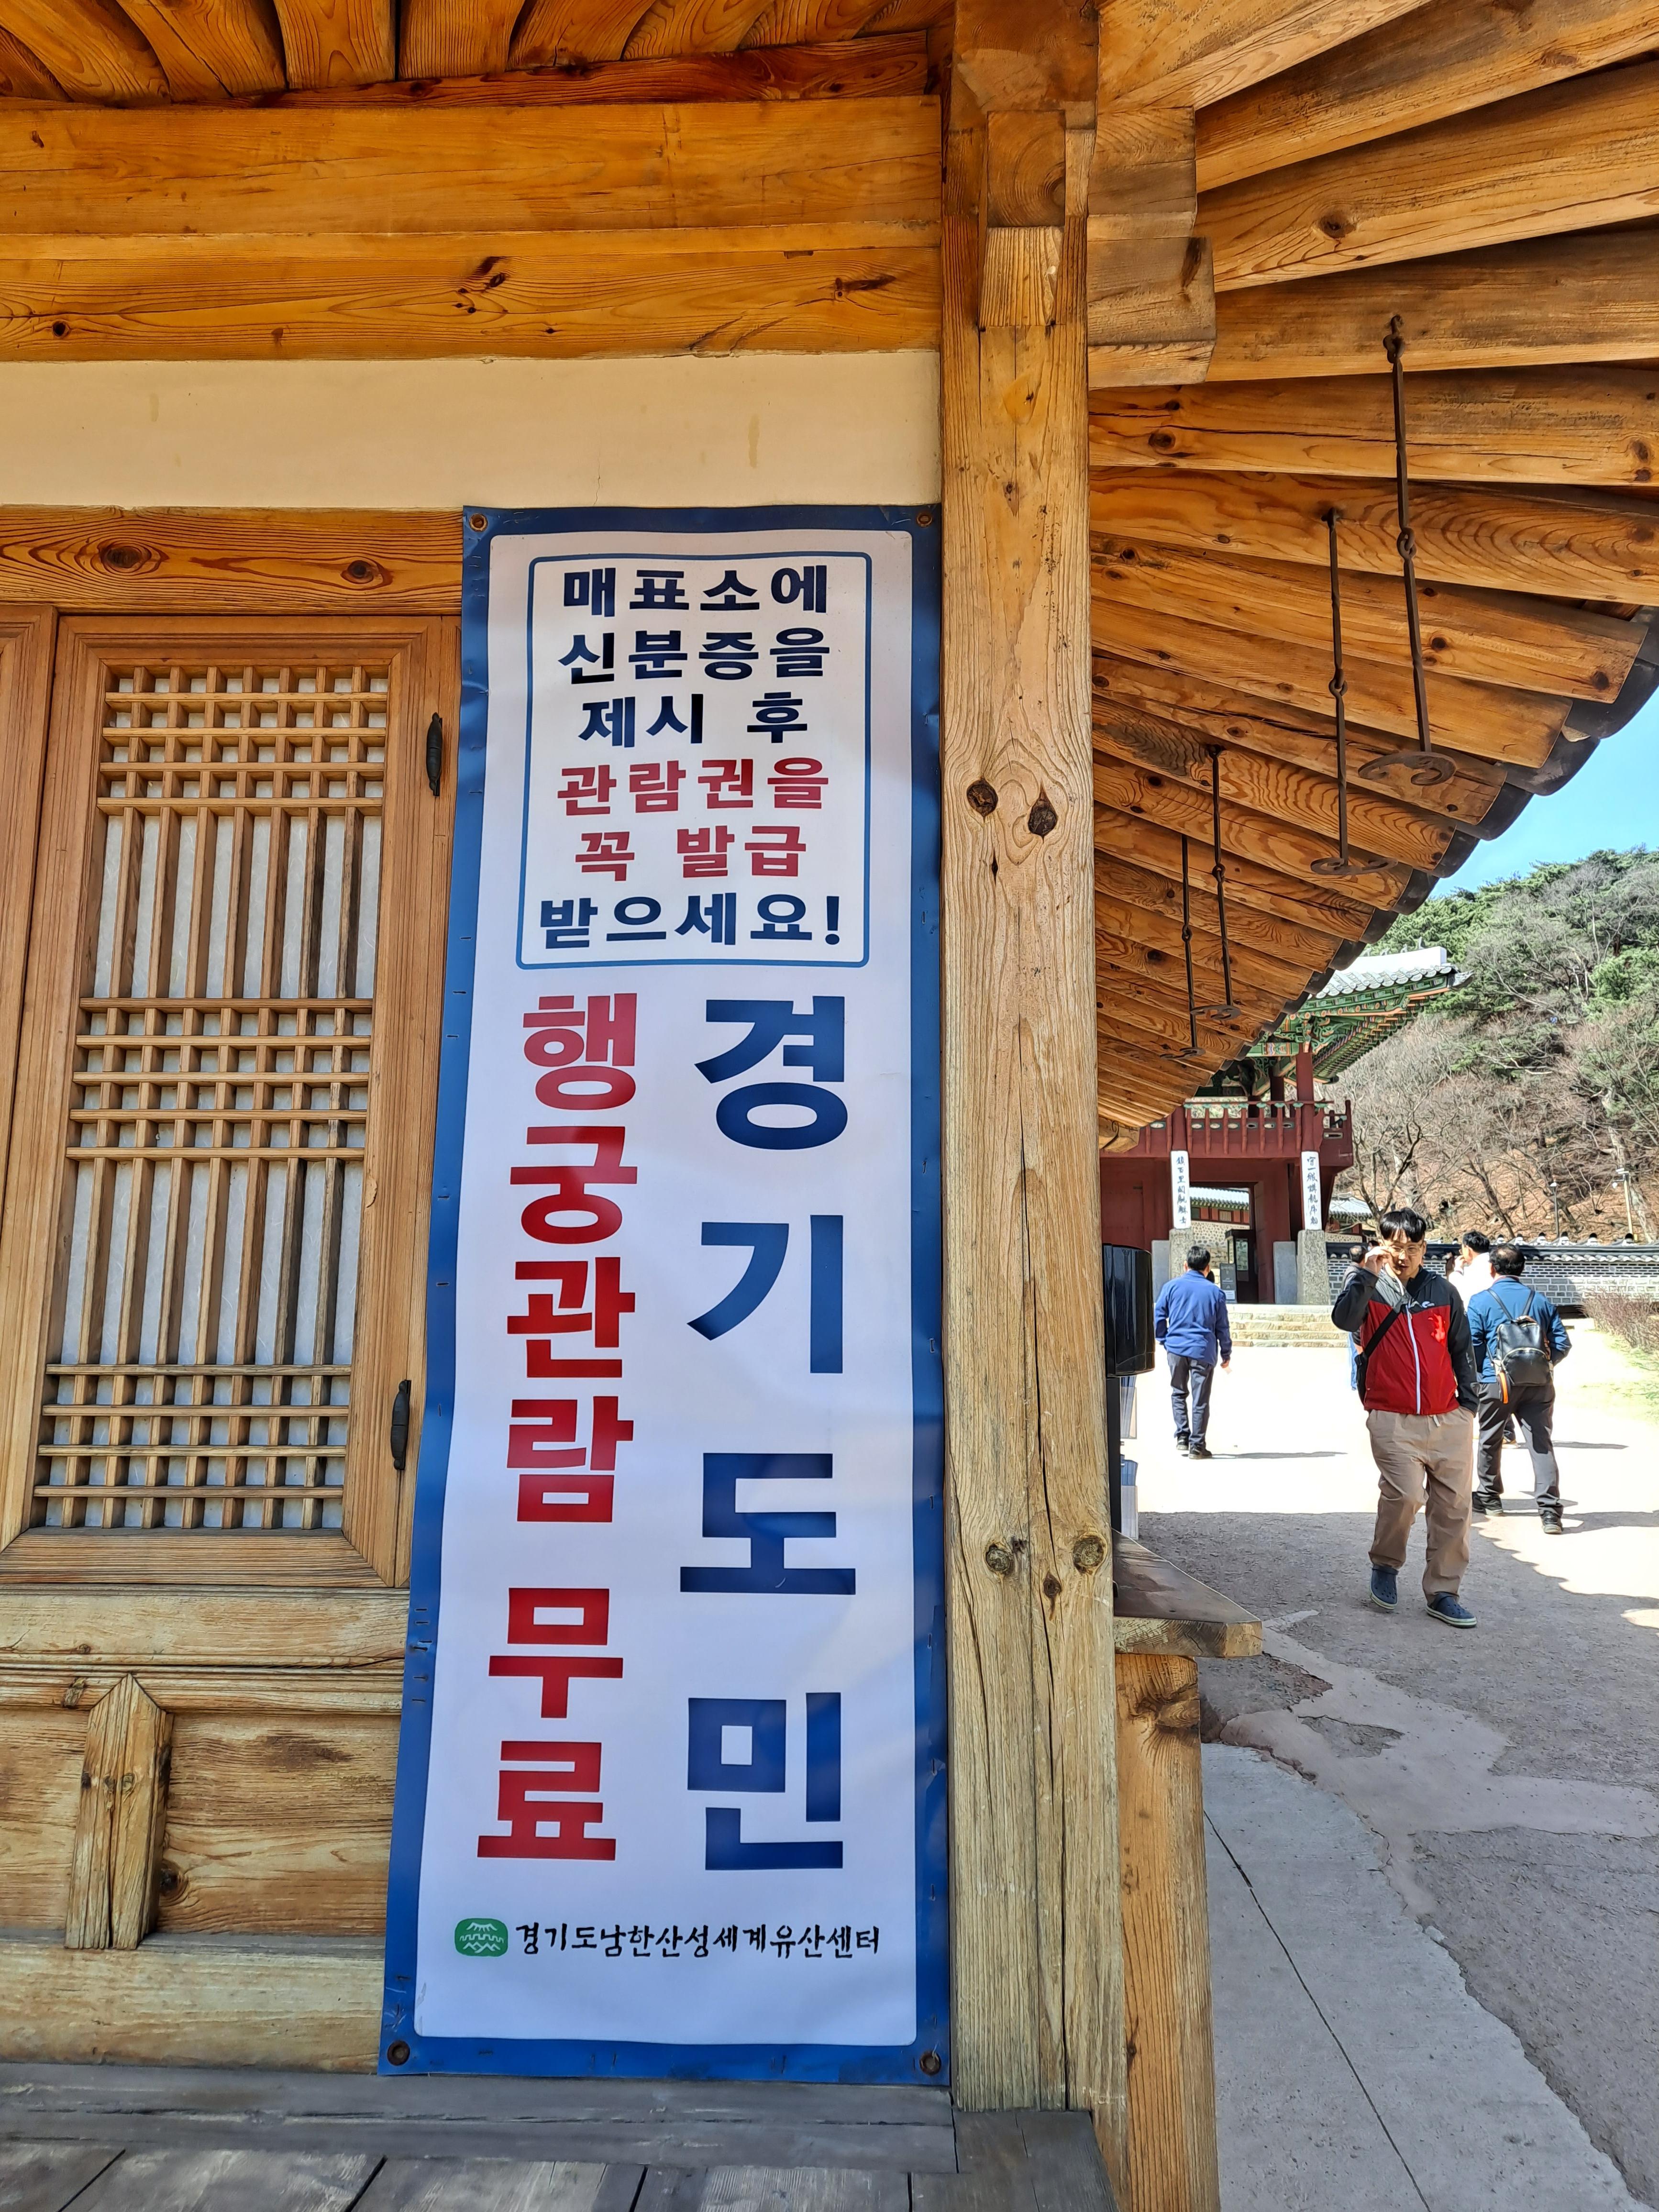 매표소에
신분증을
제시 후
관람권을
꼭 발급
받으세요!
경기도민
행궁관람 무료
경기도남한산성세계유산센터